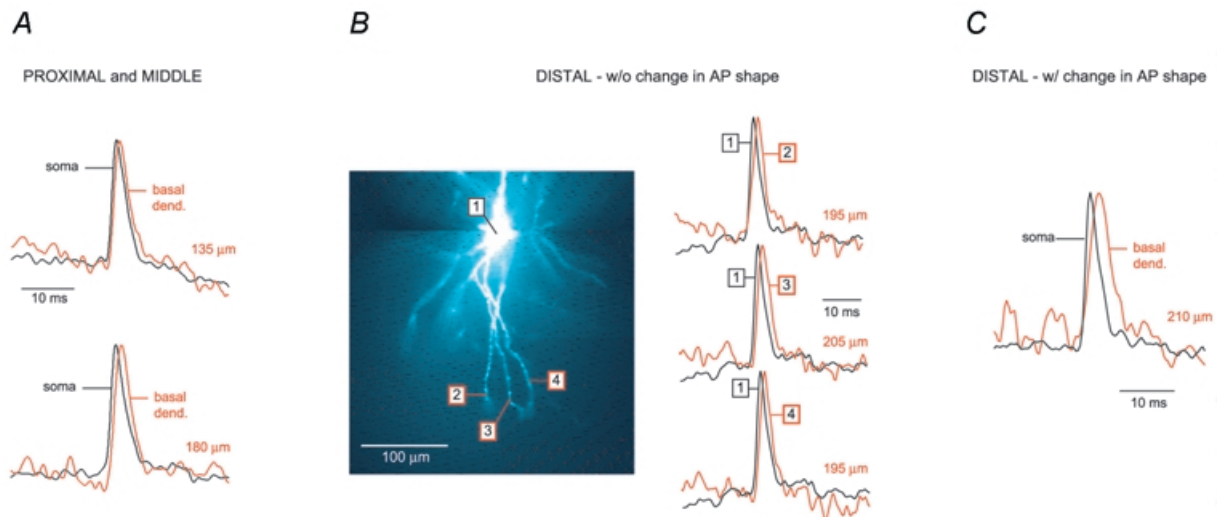 A
PROXIMAL and MIDDLE
soma
basal
dend.
135 μm
10 ms
soma
basal
dend.
180 μm
B
DISTAL - w/o change in AP shape
1
2
3
4
100 μm
1
2
195 μm
1
3
10 ms
205 μm
1
4
195 μm
C
DISTAL - w/ change in AP shape
soma
basal
dend.
210 μm
10 ms